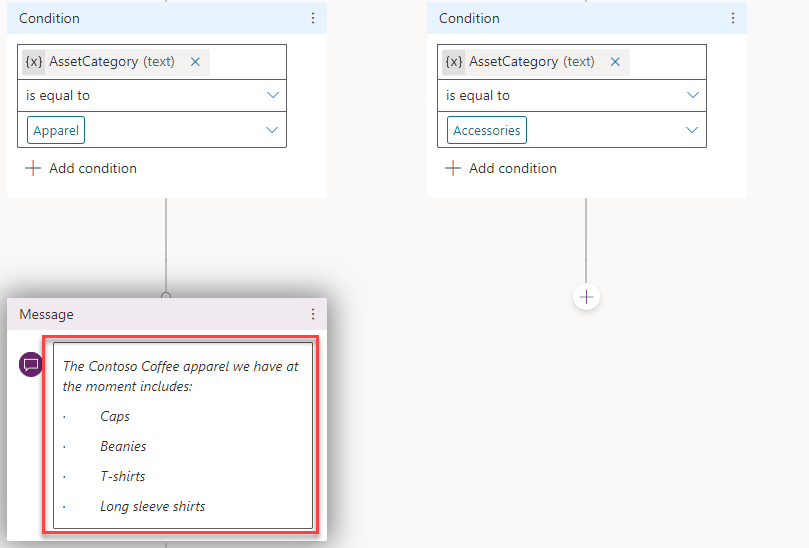 Condition
{x} AssetCategory (text)
is equal to
Apparel
Add condition
Condition
{x} AssetCategory (text)
is equal to
Accessories
Add condition
Message
The Contoso Coffee apparel we have at
the moment includes:
· Caps
· Beanies
· T-shirts
· Long sleeve shirts